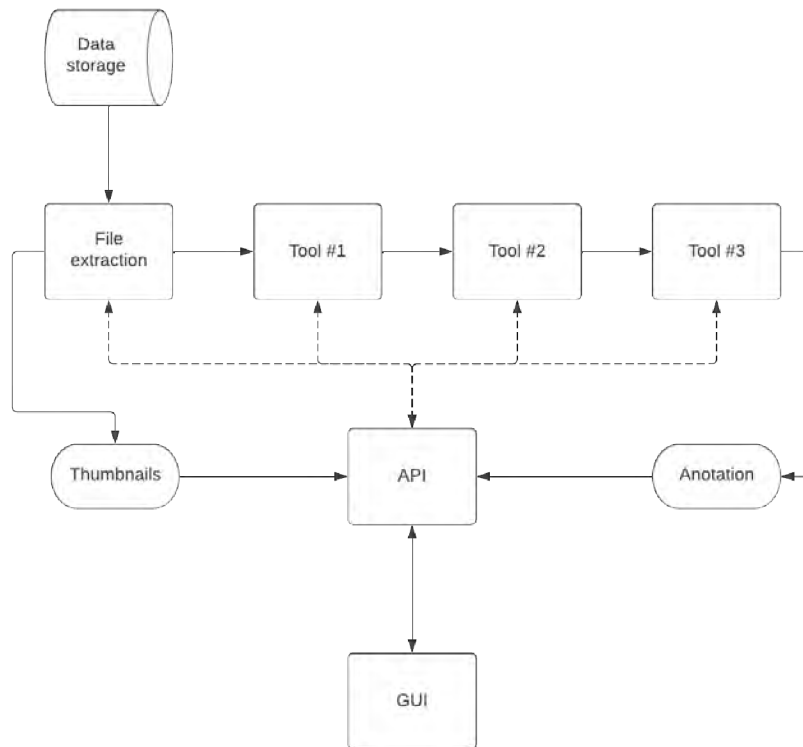 Data
storage
File
extraction
Tool #1
Tool #2
Tool #3
Thumbnails
API
Anotation
GUI